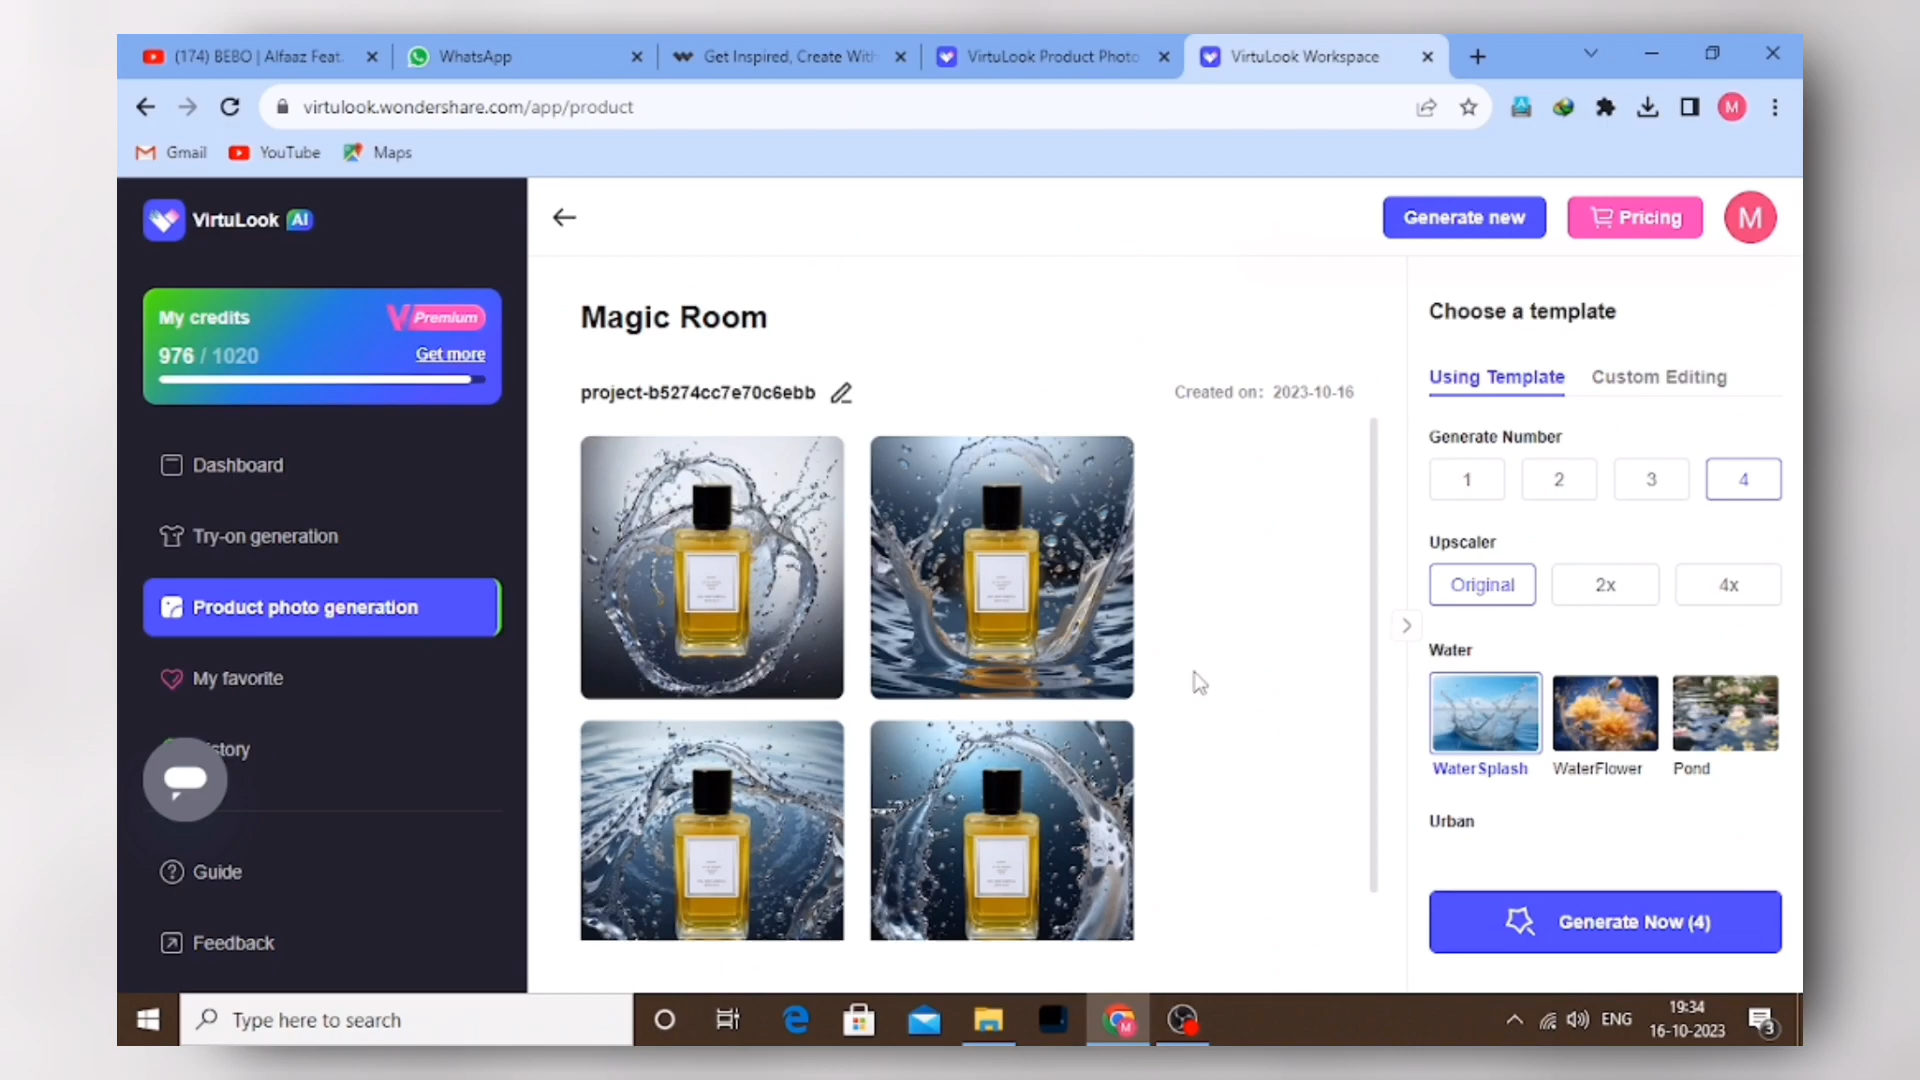 (174) BEBO | Alfaaz Feat.
WhatsApp
Get Inspired, Create With
VirtuLook Product Photo
VirtuLook Workspace
virtulook.wondershare.com/app/product
M
Gmail
YouTube
Maps
VirtuLook AI
Generate new
Pricing
M
My credits
Premium
976 / 1020
Get more
Dashboard
Try-on generation
Product photo generation
My favorite
story
Guide
Feedback
Magic Room
project-b5274cc7e70c6ebb
Created on: 2023-10-16
Choose a template
Using Template
Custom Editing
Generate Number
1
2
3
4
Upscaler
Original
2x
4x
Water
WaterSplash
WaterFlower
Pond
Urban
Generate Now (4)
Type here to search
ENG
19:34
16-10-2023
3